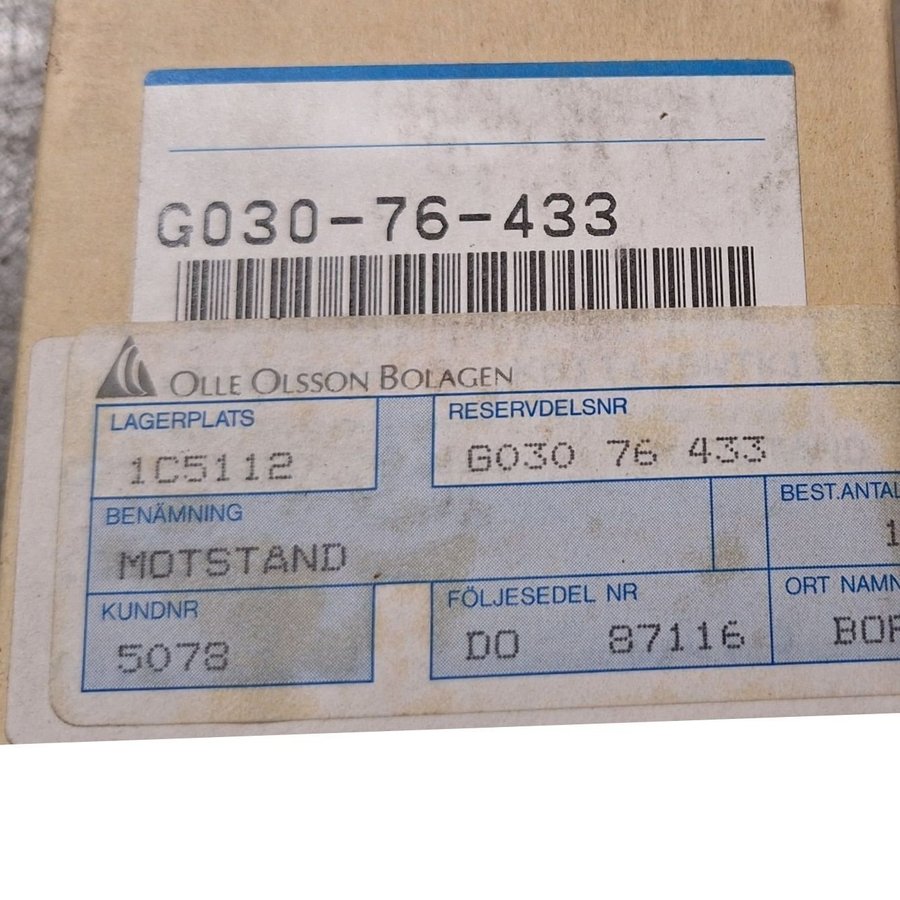 G030-76-433
OLLE OLSSON BOLAGEN
LAGERPLATS
1C5112
RESERVDELSNR
G030 76 433
BENÄMNING
MOTSTAND
BEST.ANTAL
1
KUNDNR
5078
FÖLJESEDEL NR
DO 87116
ORT NAMN
BOR